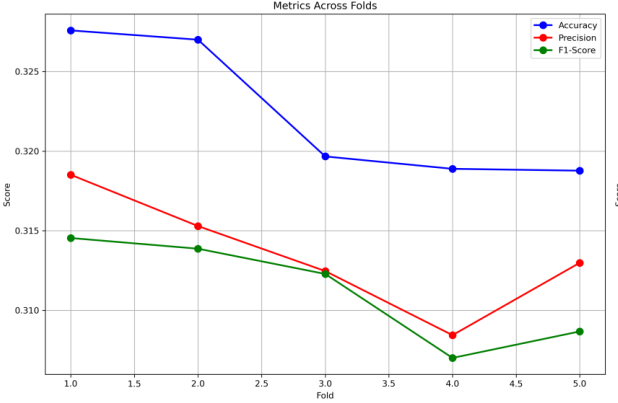 Metrics Across Folds
Accuracy
Precision
F1-Score
0.325
0.320
0.315
0.310
Score
1.0 1.5 2.0 2.5 3.0 3.5 4.0 4.5 5.0
Fold